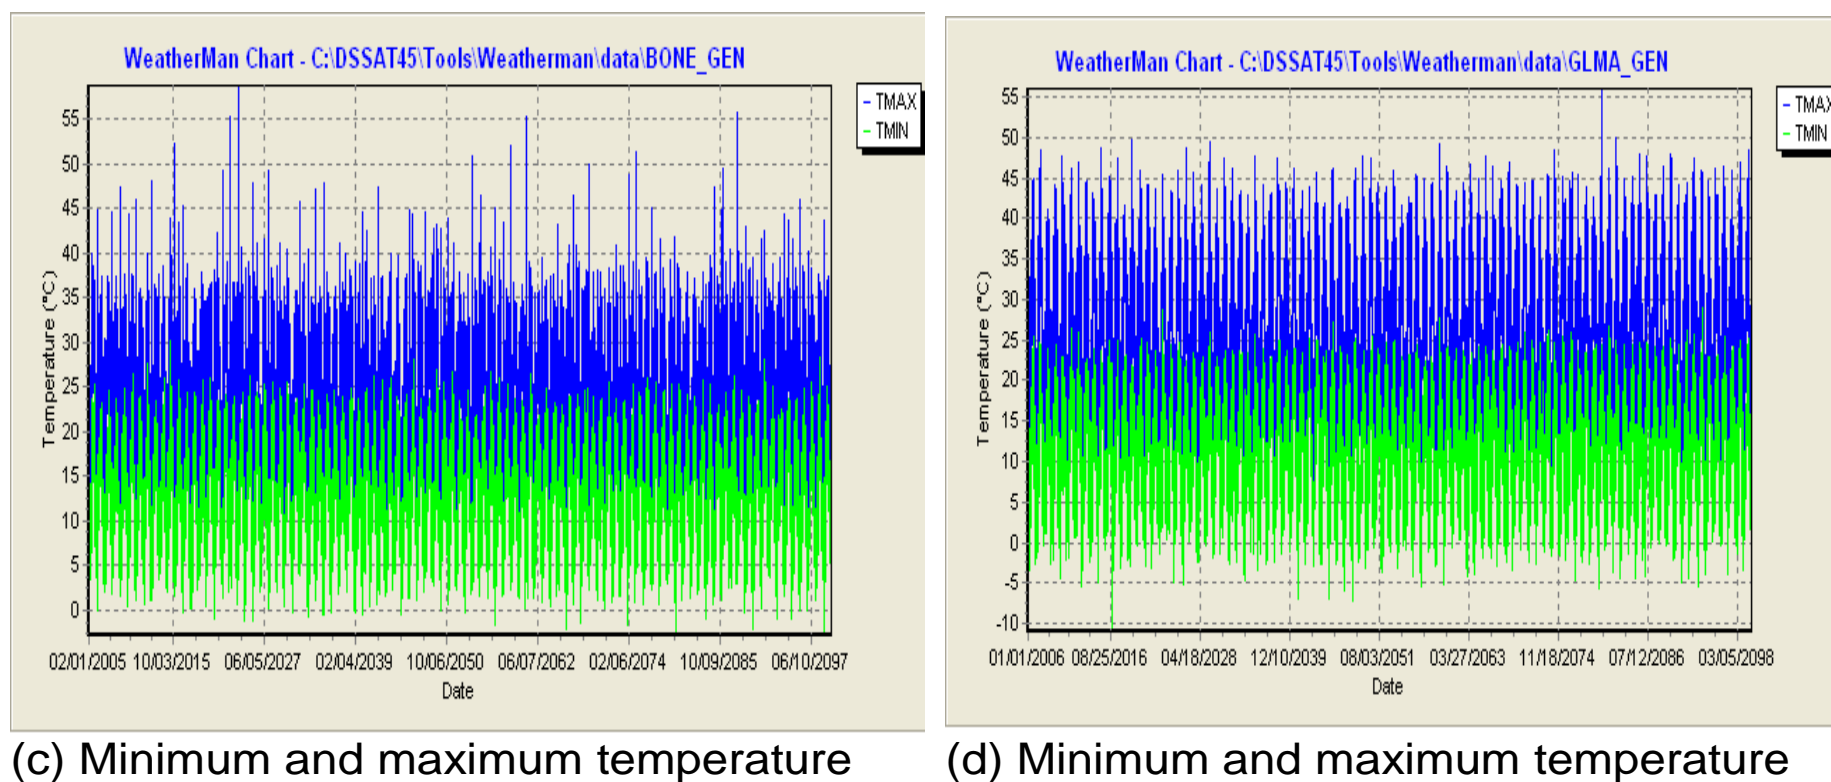 WeatherMan Chart - C:\DSSAT45\Tools\Weatherman\data\BONE_GEN
TMAX
TMIN
55
50
45
40
35
30
25
20
15
10
5
0
Temperature (°C)
02/01/2005 10/03/2015 06/05/2027 02/04/2039 10/06/2050 06/07/2062 02/06/2074 10/09/2085 06/10/2097
Date
(c) Minimum and maximum temperature
WeatherMan Chart - C:\DSSAT45\Tools\Weatherman\data\GLMA_GEN
TMAX
TMIN
55
50
45
40
35
30
25
20
15
10
5
0
-5
-10
Temperature (°C)
01/01/2006 08/25/2016 04/18/2028 12/10/2039 08/03/2051 03/27/2063 11/18/2074 07/12/2086 03/05/2098
Date
(d) Minimum and maximum temperature